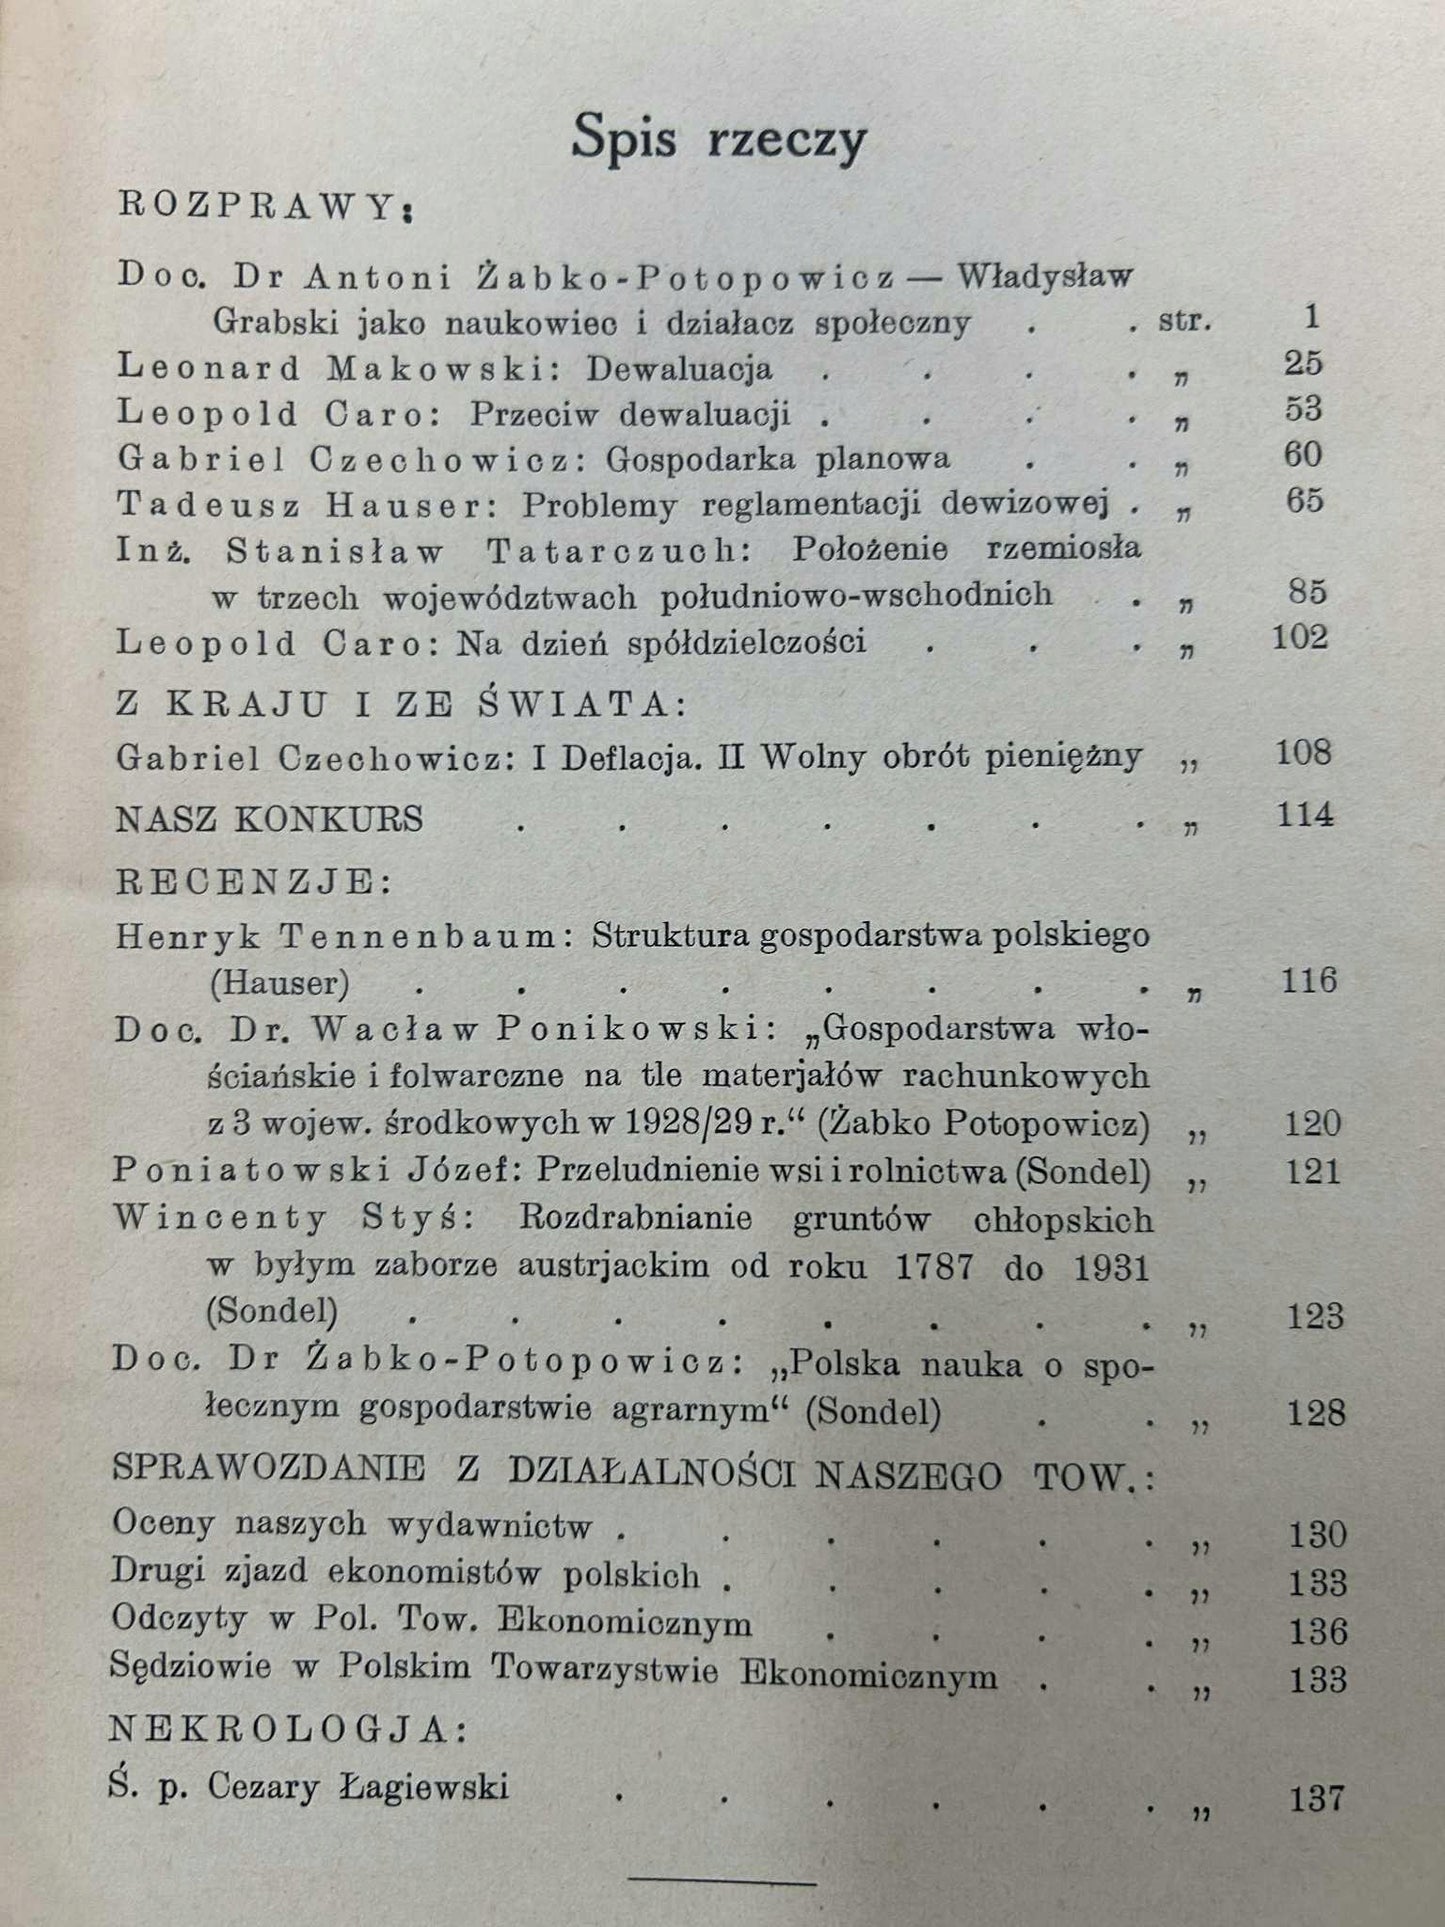 Spis rzeczy
ROZPRAWY:
Doc. Dr Antoni Żabko-Potopowicz — Władysław
Grabski jako naukowiec i działacz społeczny . . str. 1
Leonard Makowski: Dewaluacja . . . . „ 25
Leopold Caro: Przeciw dewaluacji . . . . „ 53
Gabriel Czechowicz: Gospodarka planowa . . „ 60
Tadeusz Hauser: Problemy reglamentacji dewizowej . „ 65
Inż. Stanisław Tatarczuch: Położenie rzemiosła
w trzech województwach południowo-wschodnich . „ 85
Leopold Caro: Na dzień spółdzielczości . . . „ 102
Z KRAJU I ZE ŚWIATA:
Gabriel Czechowicz: I Deflacja. II Wolny obrót pieniężny „ 108
NASZ KONKURS . . . . . . . „ 114
RECENZJE:
Henryk Tennenbaum: Struktura gospodarstwa polskiego
(Hauser) . . . . . . . . „ 116
Doc. Dr. Wacław Ponikowski: „Gospodarstwa wło-
ściańskie i folwarczne na tle materjałów rachunkowych
z 3 wojew. środkowych w 1928/29 r.“ (Żabko Potopowicz) „ 120
Poniatowski Józef: Przeludnienie wsi i rolnictwa (Sondel) „ 121
Wincenty Styś: Rozdrabnianie gruntów chłopskich
w byłym zaborze austrjackim od roku 1787 do 1931
(Sondel) . . . . . . . . „ 123
Doc. Dr Żabko-Potopowicz: „Polska nauka o spo-
łecznym gospodarstwie agrarnym“ (Sondel) . . „ 128
SPRAWOZDANIE Z DZIAŁALNOŚCI NASZEGO TOW.:
Oceny naszych wydawnictw . . . . . . „ 130
Drugi zjazd ekonomistów polskich . . . . . „ 133
Odczyty w Pol. Tow. Ekonomicznym . . . . „ 136
Sędziowie w Polskim Towarzystwie Ekonomicznym . . „ 133
NEKROLOGJA:
Ś. p. Cezary Łagiewski . . . . . . „ 137